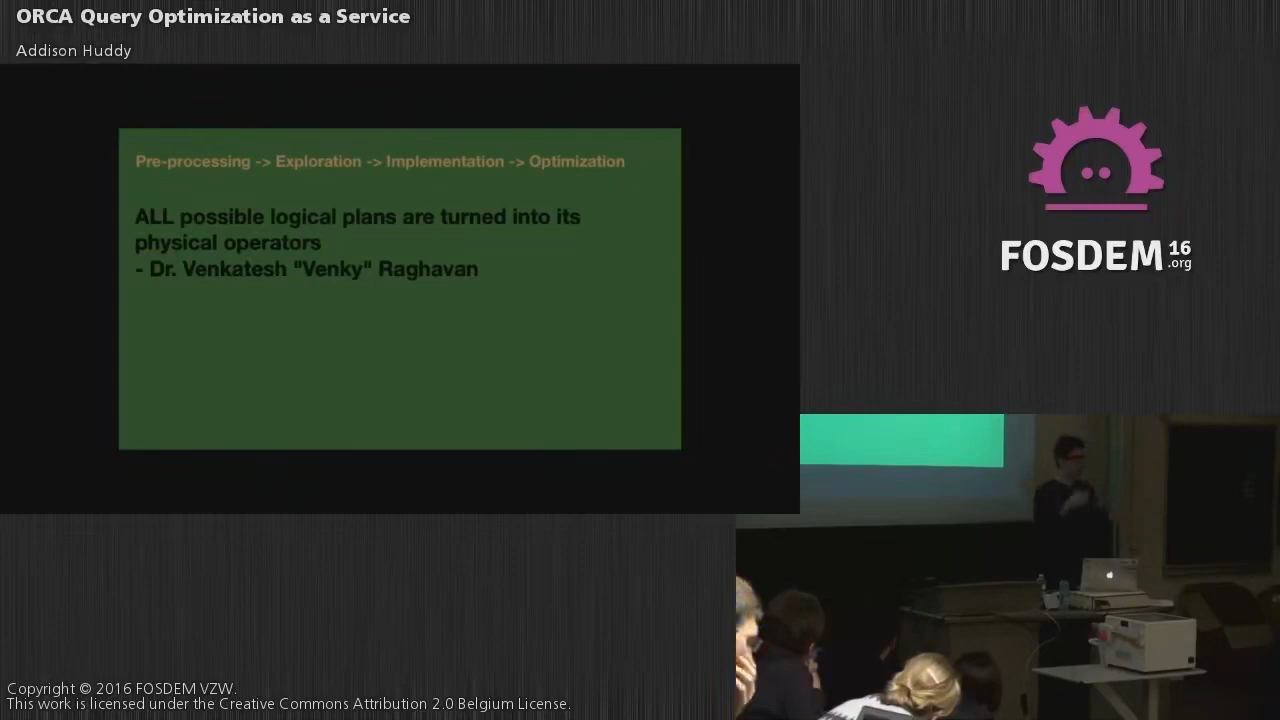 ORCA Query Optimization as a Service
Addison Huddy
Pre-processing -> Exploration -> Implementation -> Optimization
ALL possible logical plans are turned into its
physical operators
- Dr. Venkatesh "Venky" Raghavan
FOSDEM 16
.org
Copyright © 2016 FOSDEM VZW.
This work is licensed under the Creative Commons Attribution 2.0 Belgium License.